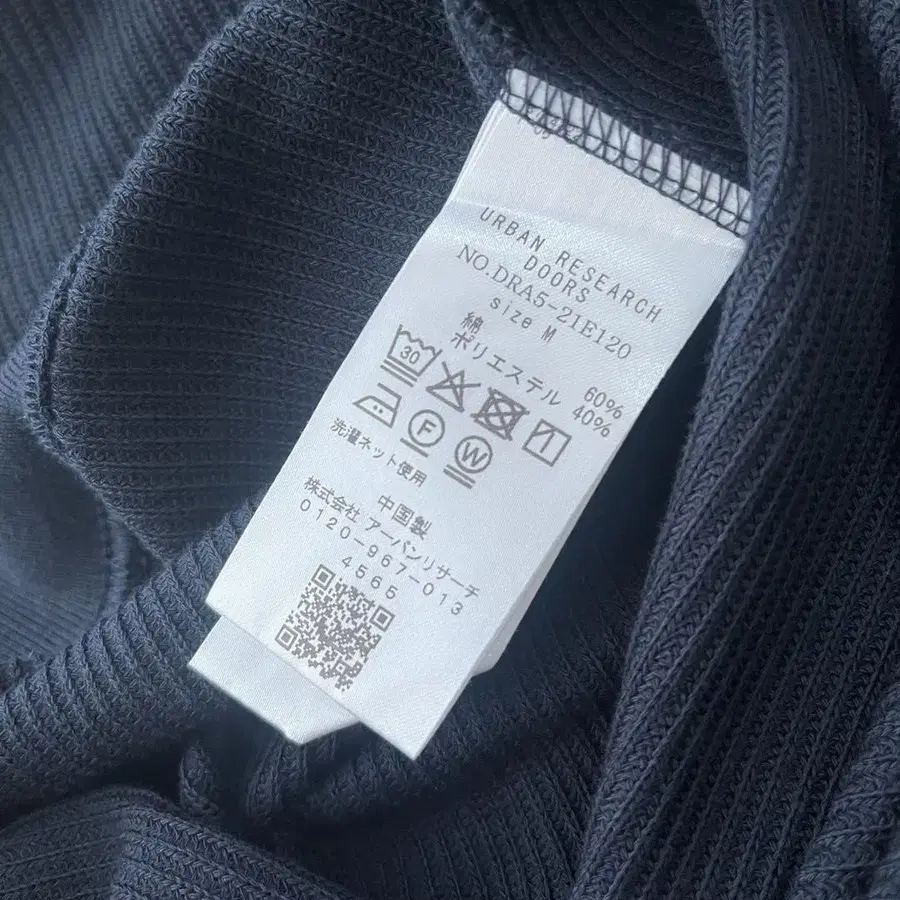 URBAN RESEARCH
DOORS
NO.DRA5-21E120
size M
綿 60%
ポリエステル 40%
30
F W
洗濯ネット使用
中国製
株式会社 アーバンリサーチ
0120-967-013
4565